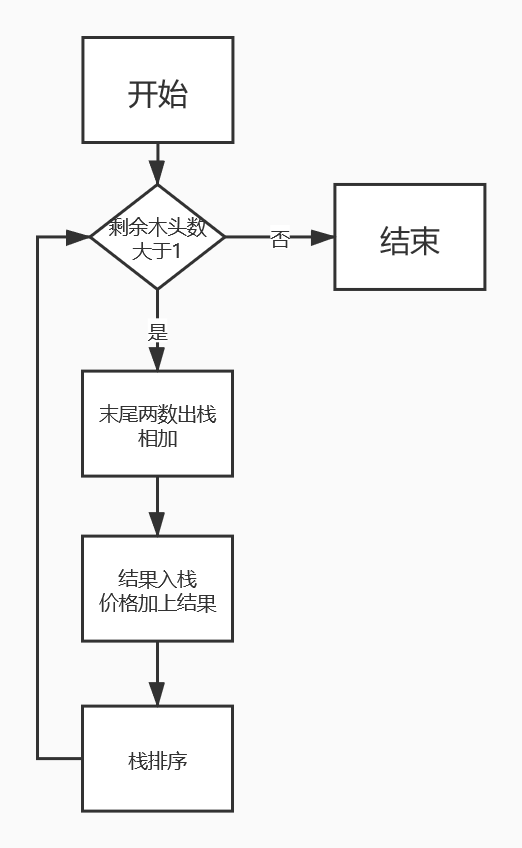 开始
剩余木头数
大于1
否
结束
是
末尾两数出栈
相加
结果入栈
价格加上结果
栈排序